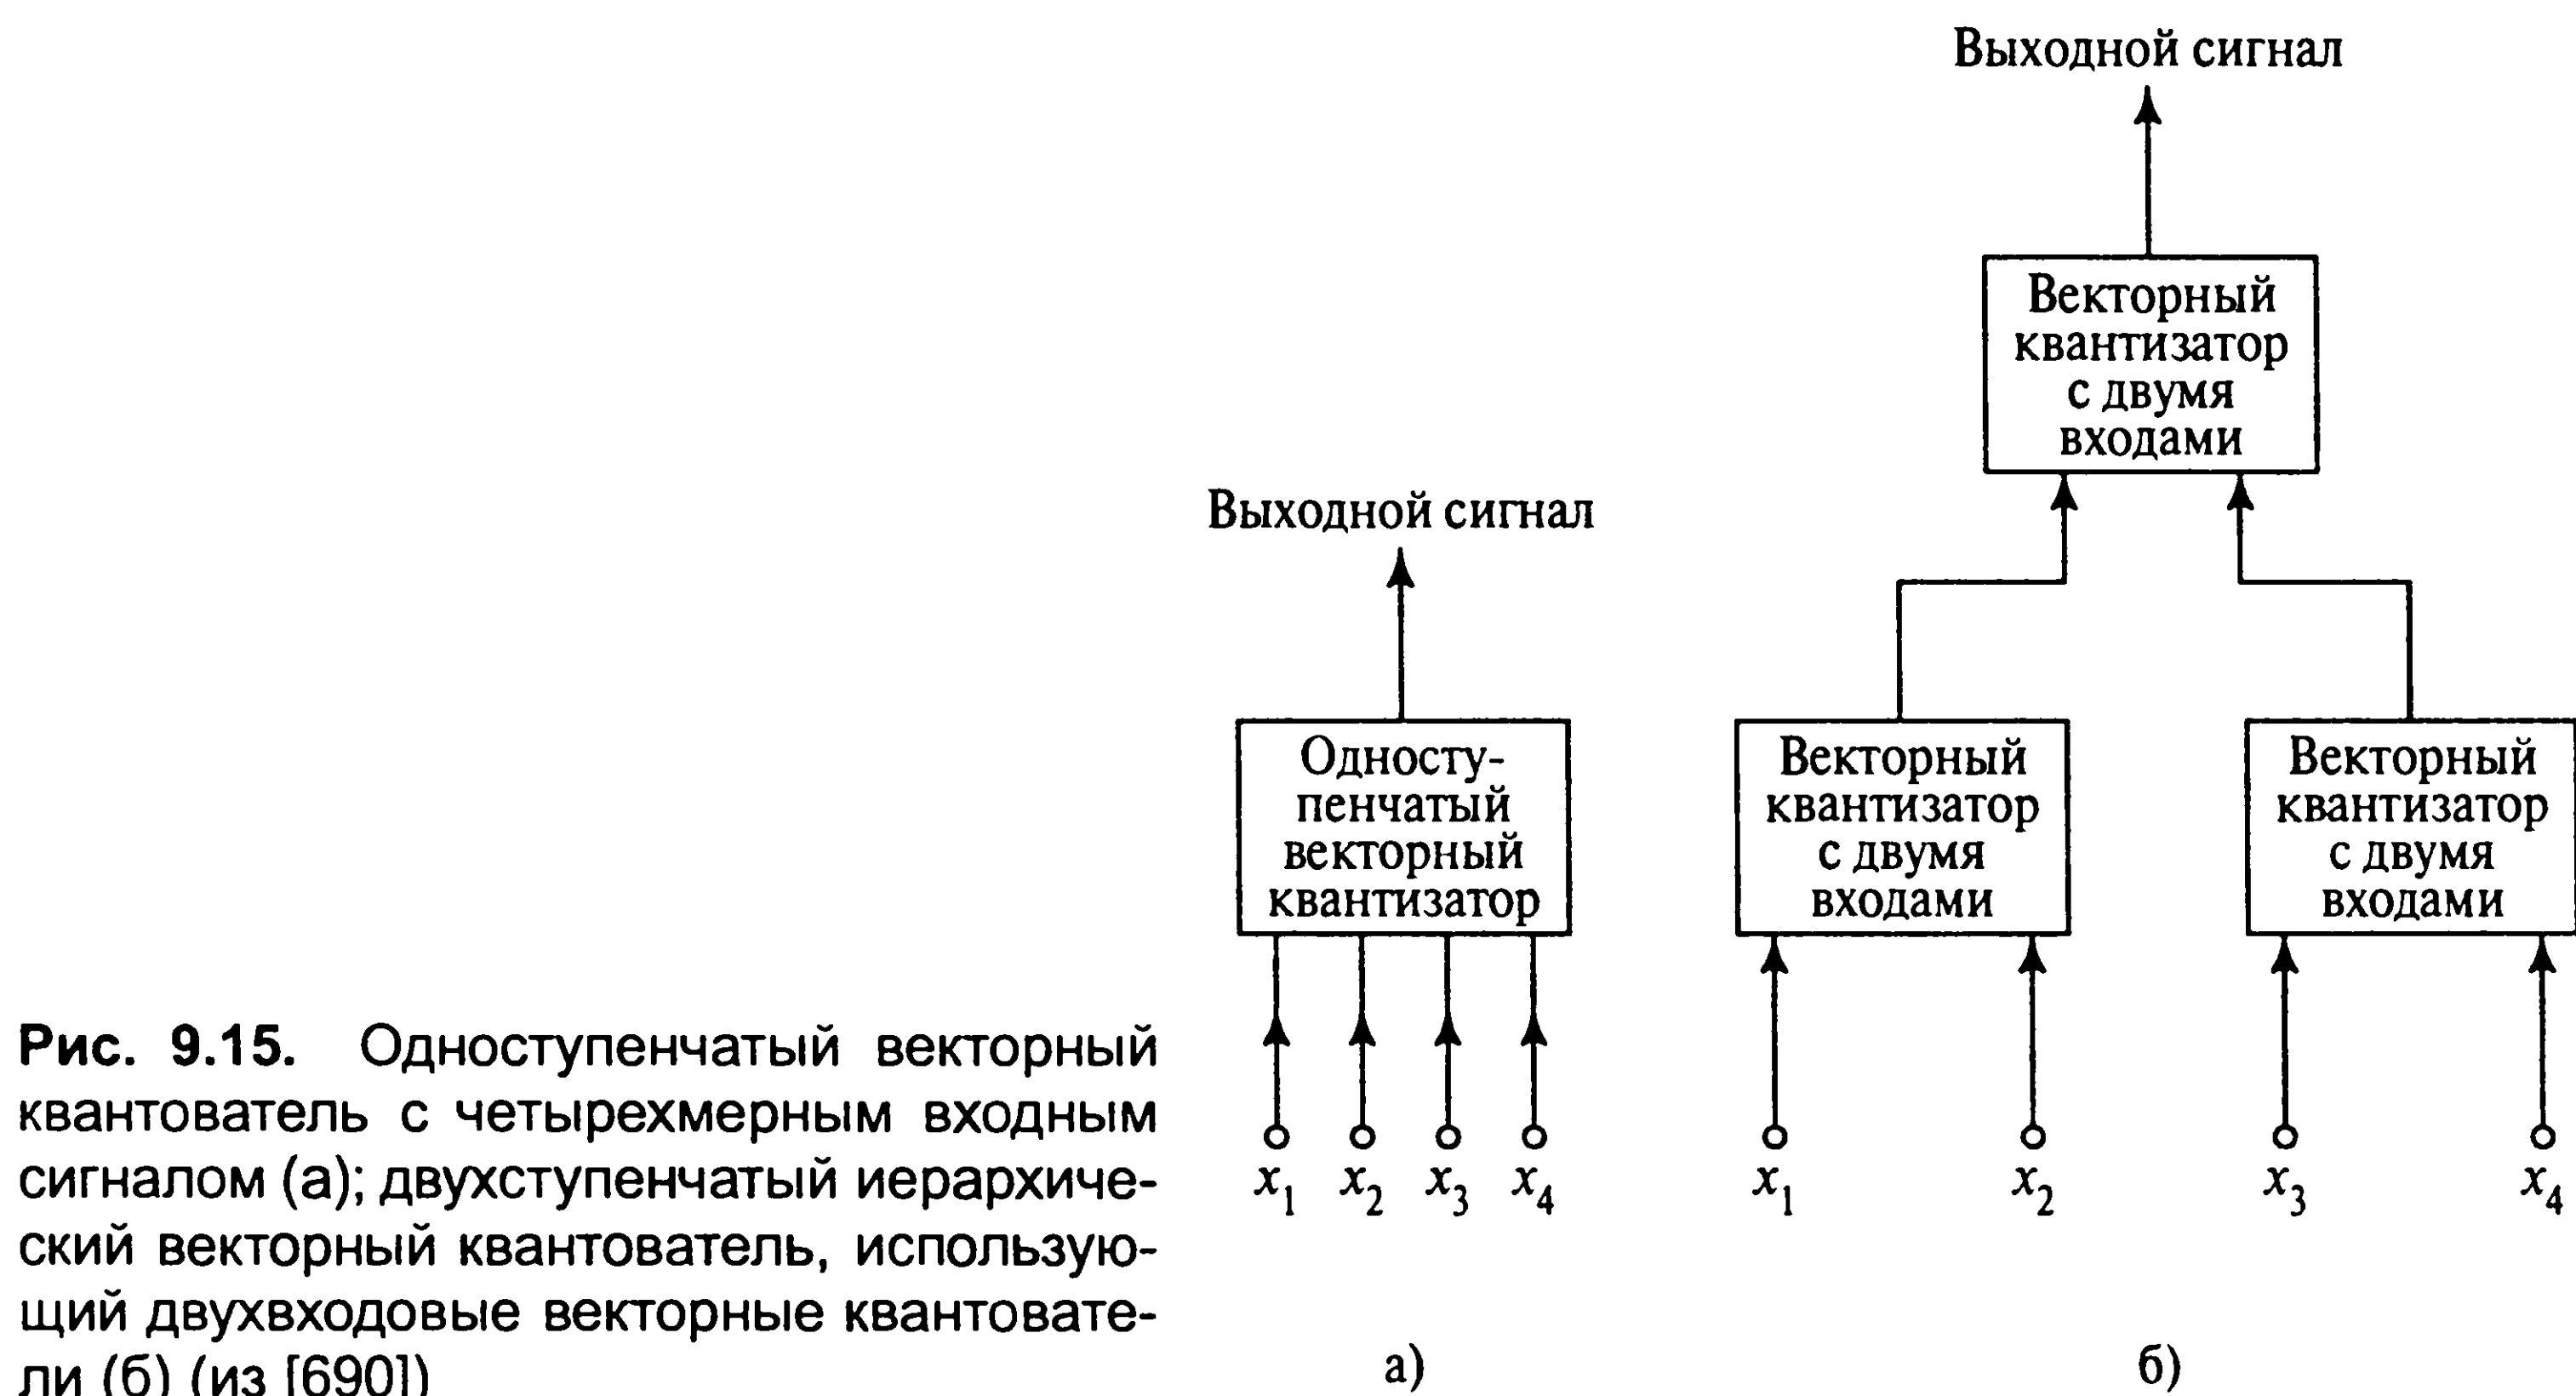 Выходной сигнал
Векторный
квантизатор
с двумя
входами
Выходной сигнал
Односту-
пенчатый
векторный
квантизатор
Векторный
квантизатор
с двумя
входами
Векторный
квантизатор
с двумя
входами
x1 x2 x3 x4
x1 x2 x3 x4
Рис. 9.15. Одноступенчатый векторный
квантователь с четырехмерным входным
сигналом (а); двухступенчатый иерархиче-
ский векторный квантователь, использую-
щий двухвходовые векторные квантовате-
ли (б) (из [690])
а) б)